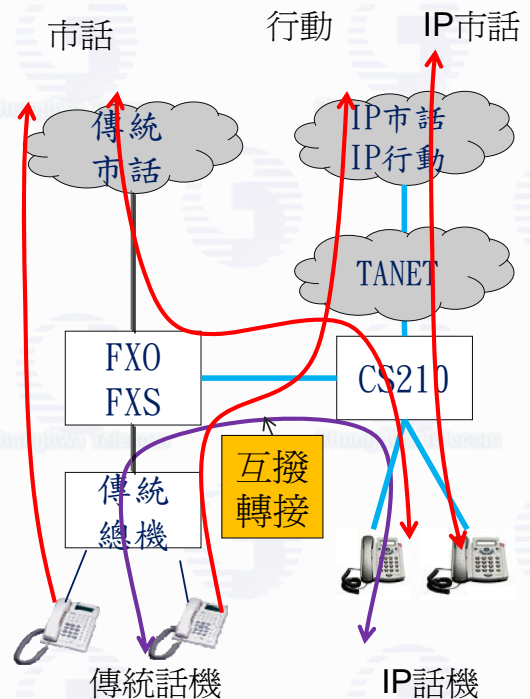 市話
行動
IP市話
傳統
市話
IP市話
IP行動
TANET
FXO
FXS
CS210
互撥
轉接
傳統
總機
傳統話機
IP話機